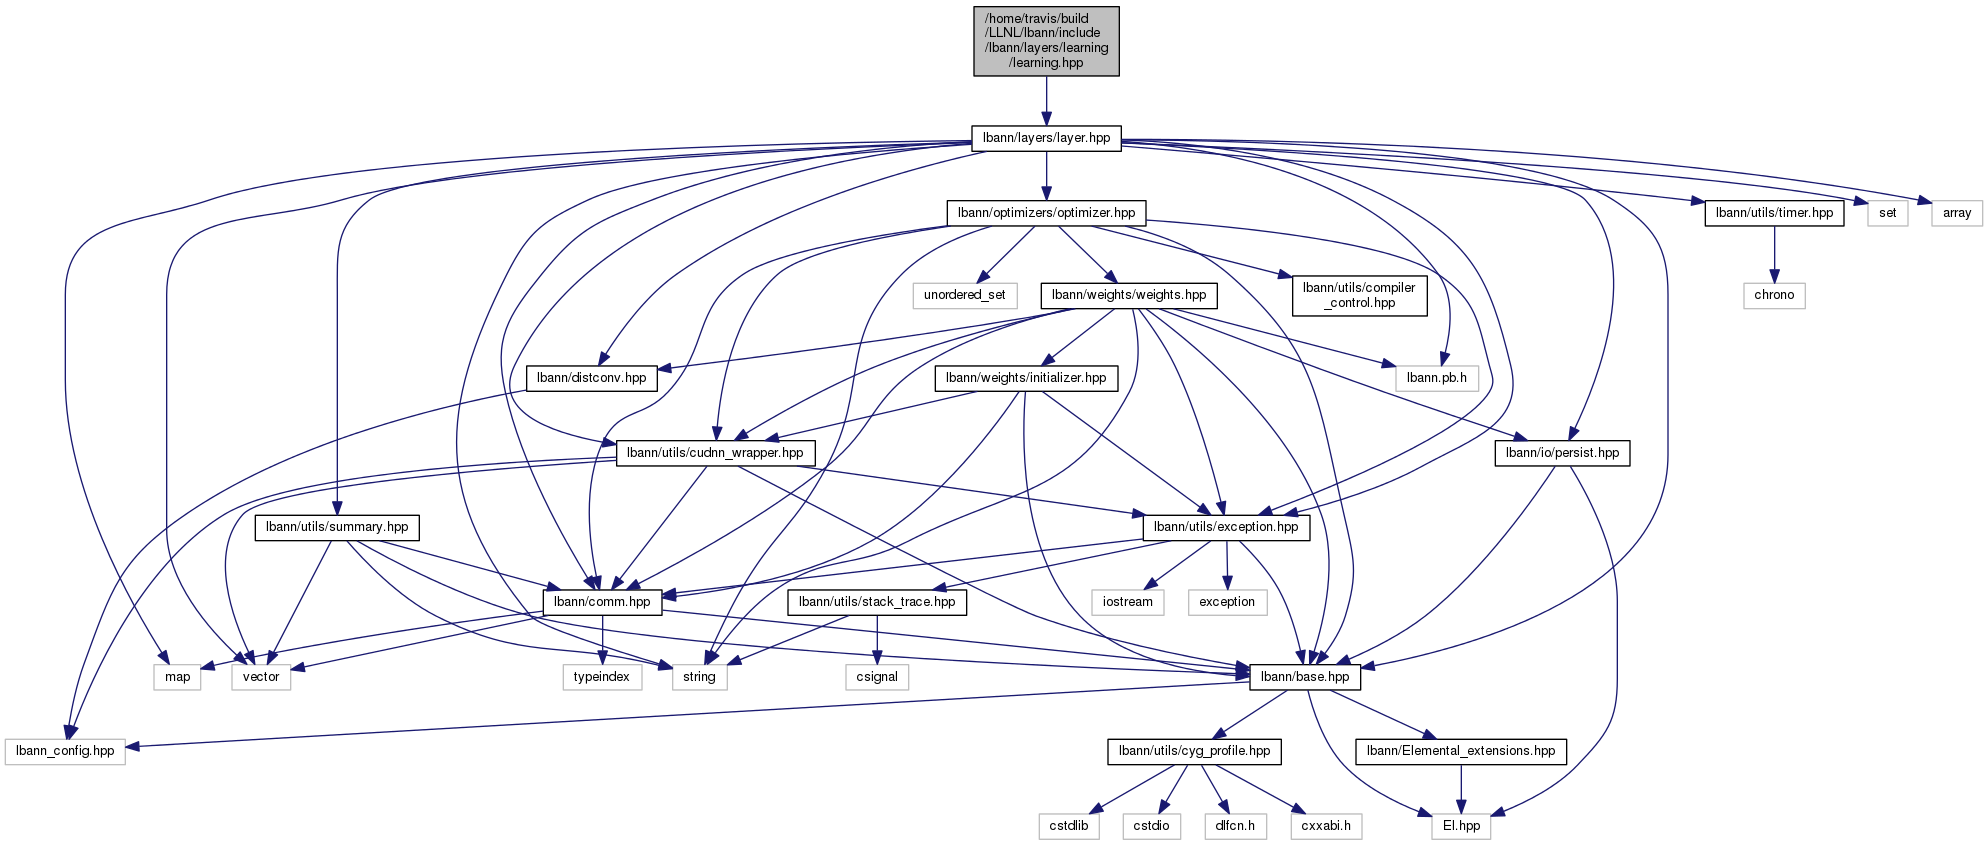 /home/travis/build
/LLNL/lbann/include
/lbann/layers/learning
/learning.hpp
lbann/layers/layer.hpp
lbann/optimizers/optimizer.hpp
lbann/utils/timer.hpp
set
array
unordered_set
lbann/weights/weights.hpp
lbann/utils/compiler
_control.hpp
chrono
lbann/distconv.hpp
lbann/weights/initializer.hpp
lbann.pb.h
lbann/utils/cudnn_wrapper.hpp
lbann/io/persist.hpp
lbann/utils/summary.hpp
lbann/utils/exception.hpp
lbann/comm.hpp
lbann/utils/stack_trace.hpp
iostream
exception
map
vector
typeindex
string
csignal
lbann/base.hpp
lbann_config.hpp
lbann/utils/cyg_profile.hpp
lbann/Elemental_extensions.hpp
cstdlib
cstdio
dlfcn.h
cxxabi.h
El.hpp